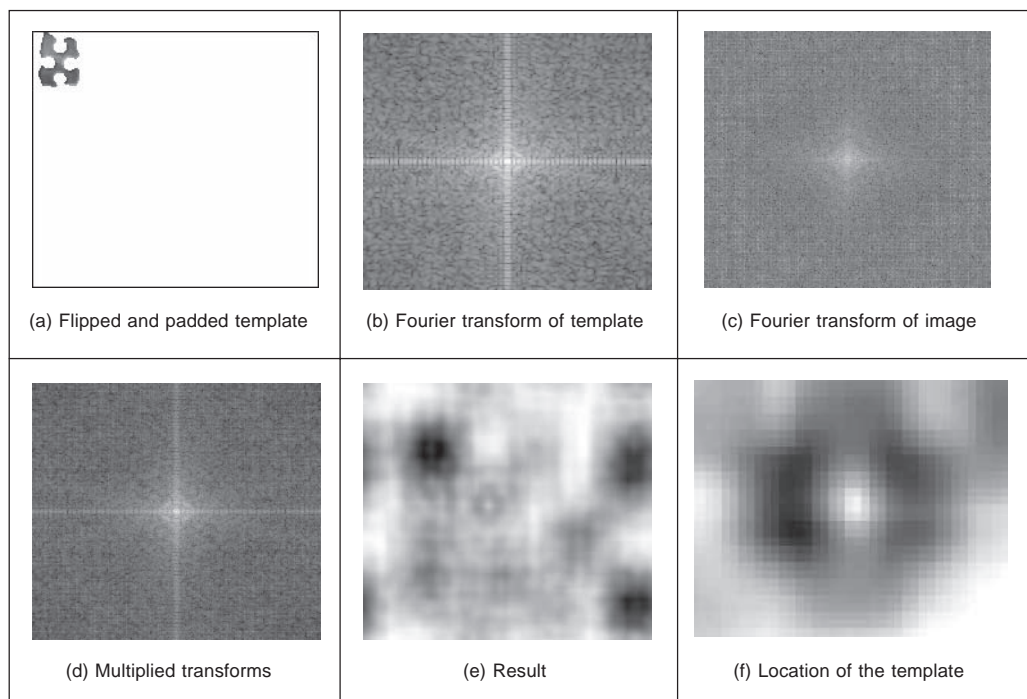 (a) Flipped and padded template
(b) Fourier transform of template
(c) Fourier transform of image
(d) Multiplied transforms
(e) Result
(f) Location of the template